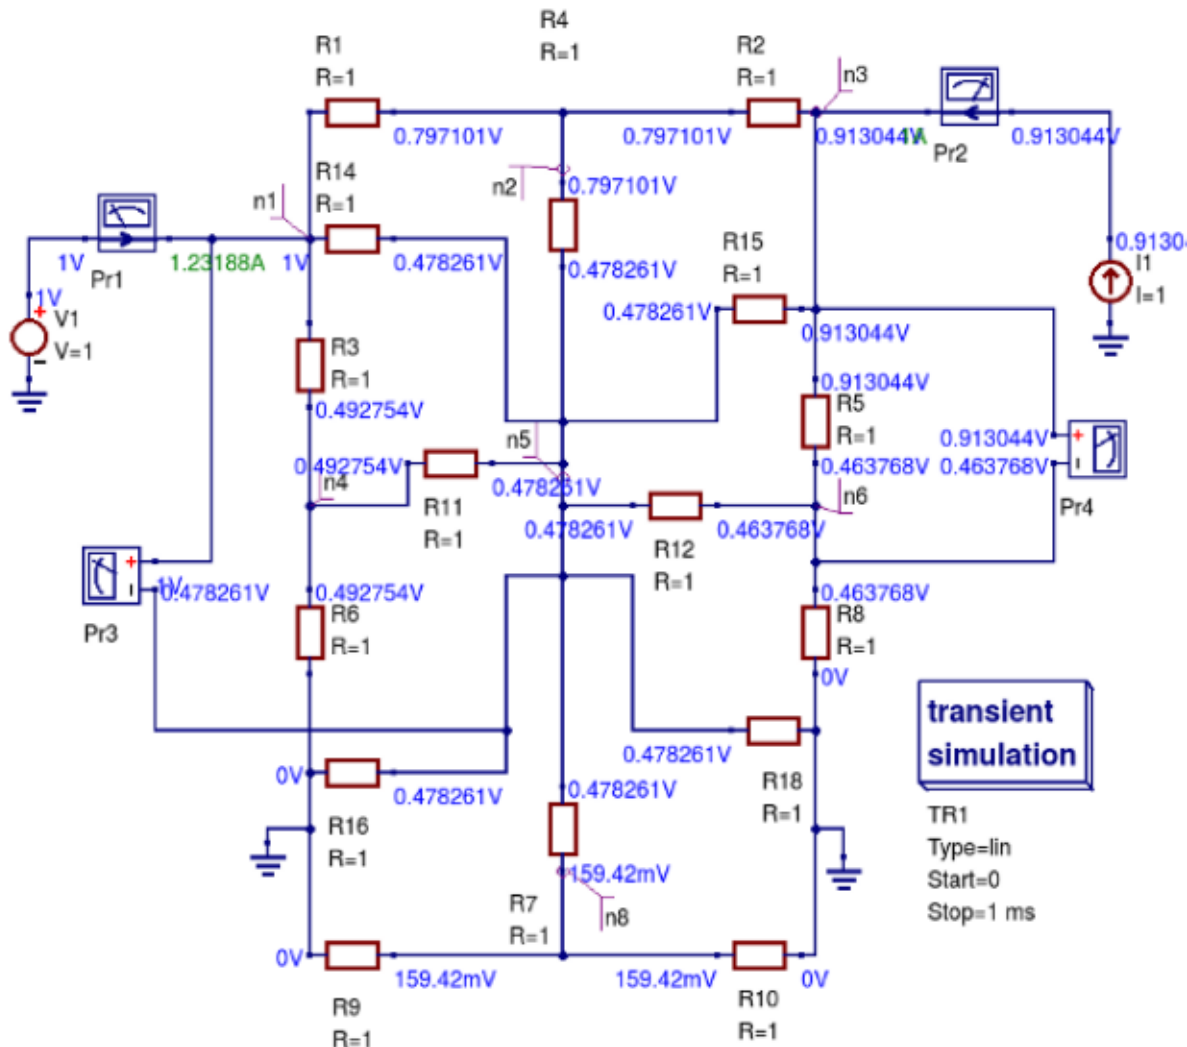 R4
R=1
R1
R=1
R2
R=1
n3
0.797101V
0.797101V
0.913044V
0.913044V
Pr2
R14
R=1
n1
n2
0.797101V
1V
Pr1
1.23188A
1V
0.478261V
0.478261V
R15
R=1
I1
I=1
1V
V1
V=1
0.478261V
0.913044V
R3
R=1
0.913044V
0.492754V
R5
R=1
n5
0.913044V
0.492754V
n4
0.478261V
0.463768V
0.463768V
n6
Pr4
R11
R=1
0.478261V
0.463768V
R12
R=1
1V
0.478261V
Pr3
0.492754V
R6
R=1
0.463768V
R8
R=1
0V
transient
simulation
0.478261V
0V
0.478261V
0.478261V
R18
R=1
R16
R=1
TR1
Type=lin
Start=0
Stop=1 ms
159.42mV
R7
R=1
n8
0V
159.42mV
159.42mV
0V
R9
R=1
R10
R=1